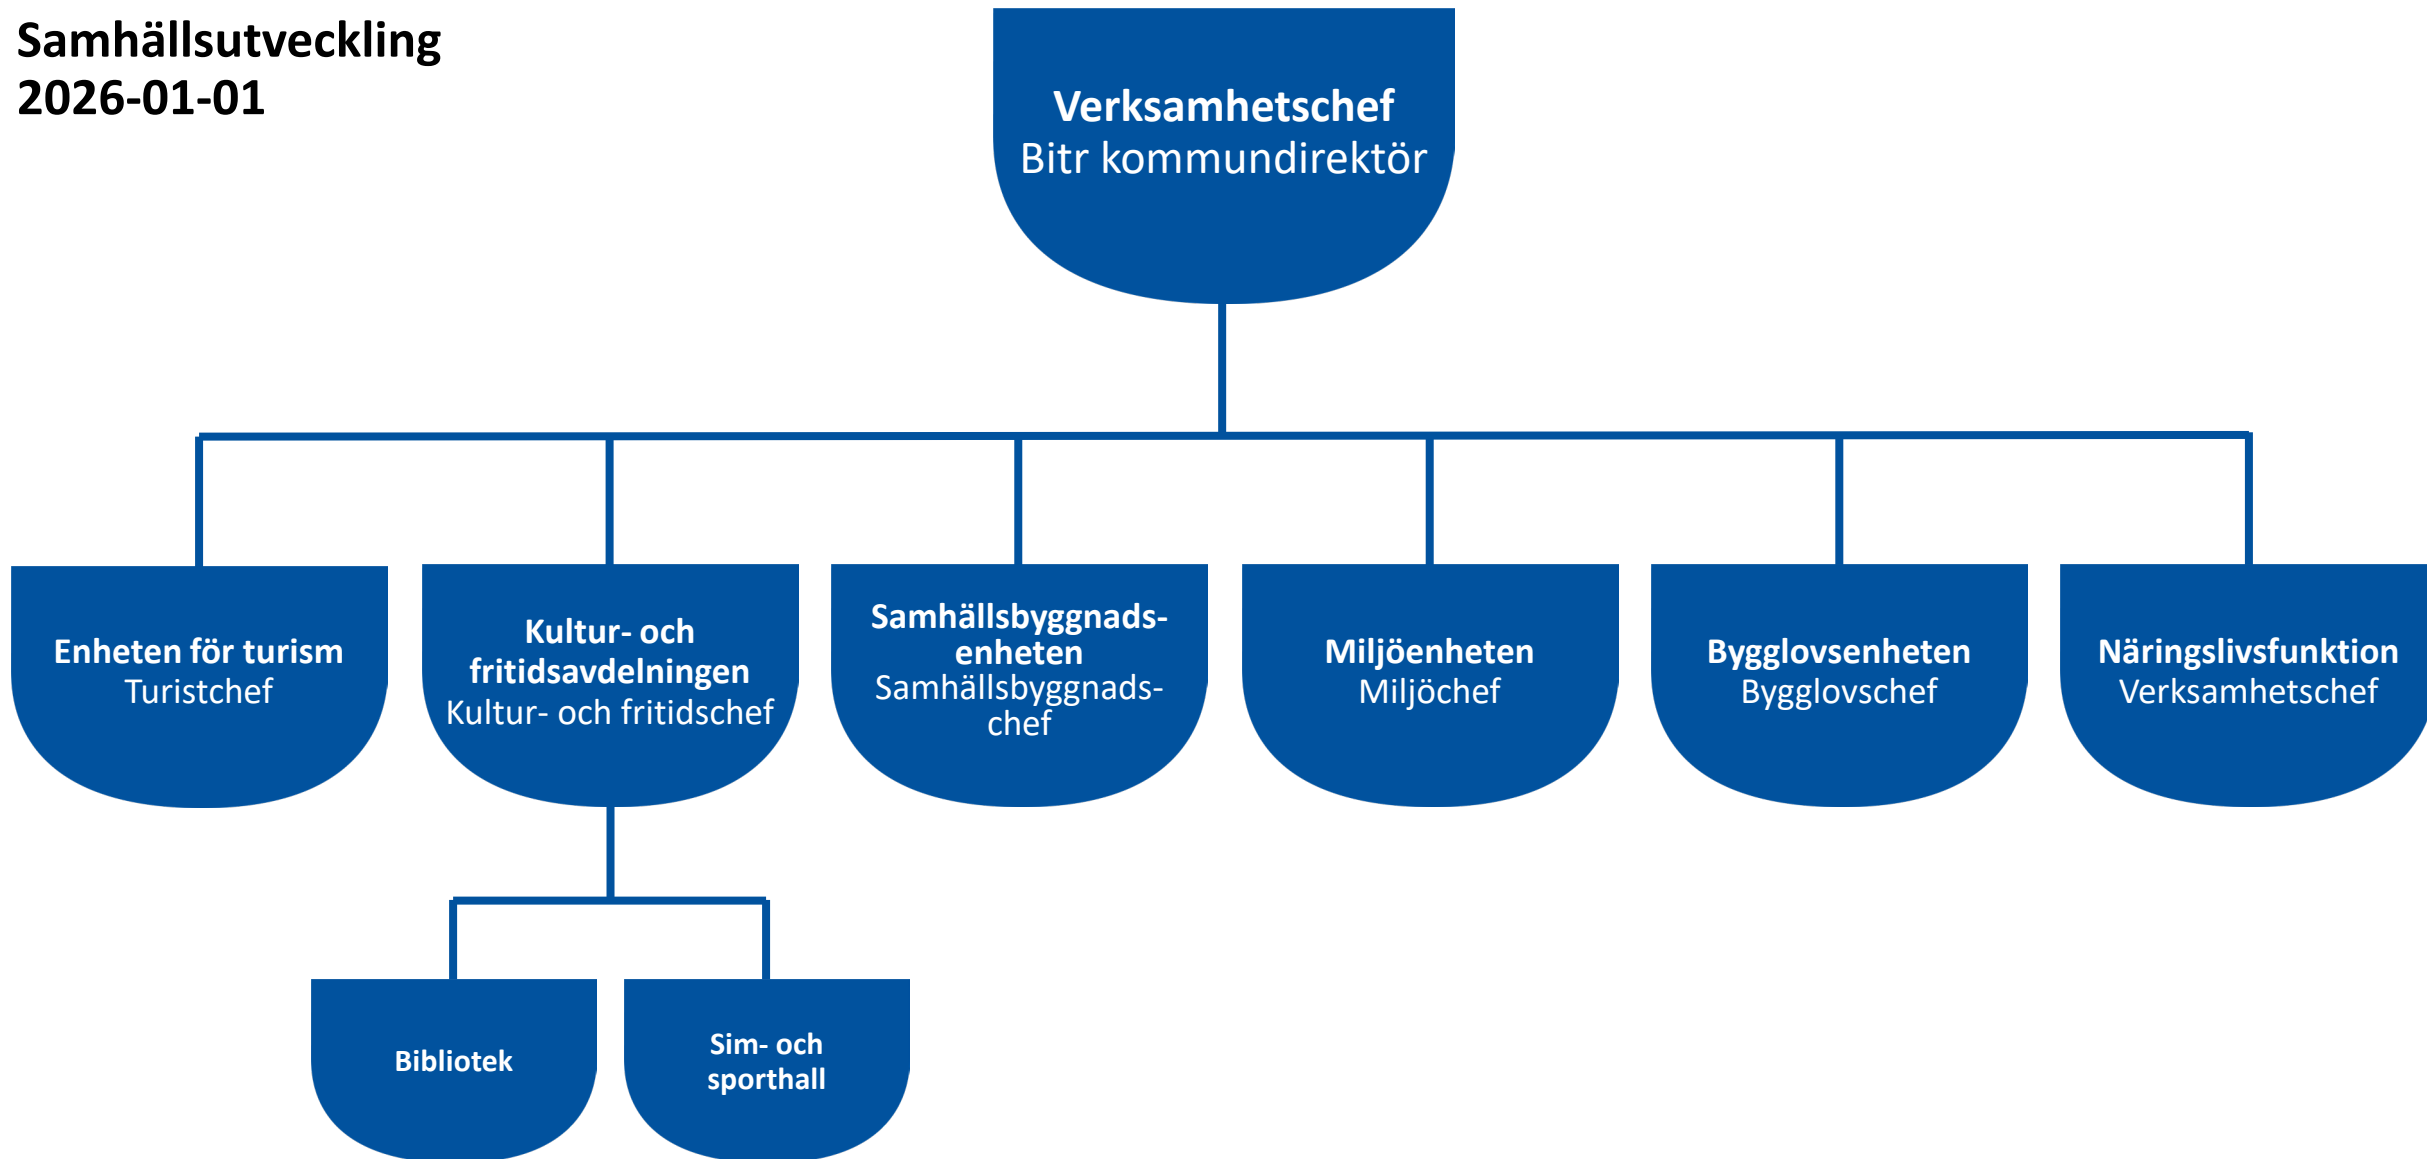 Samhällsutveckling
2026-01-01
Verksamhetschef
Bitr kommundirektör
Enheten för turism
Turistchef
Kultur- och
fritidsavdelningen
Kultur- och fritidschef
Samhällsbyggnads-
enheten
Samhällsbyggnads-
chef
Miljöenheten
Miljöchef
Bygglovsenheten
Bygglovschef
Näringslivsfunktion
Verksamhetschef
Bibliotek
Sim- och
sporthall